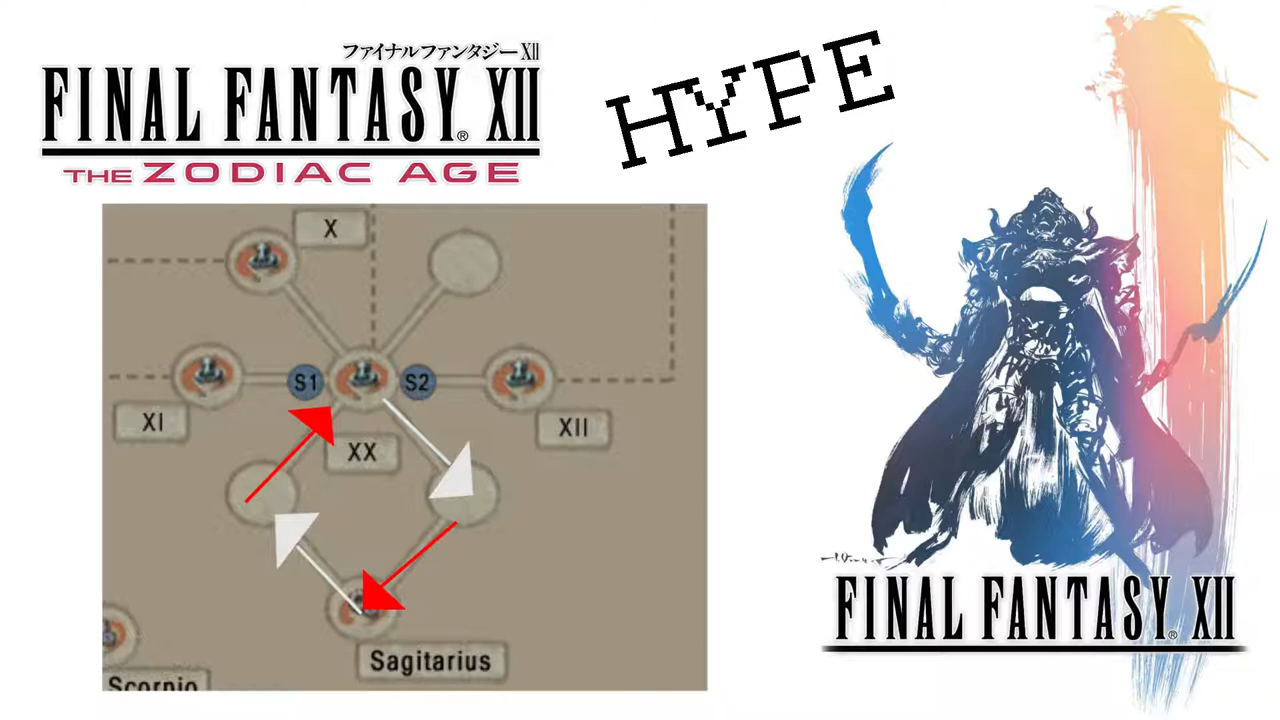 ファイナルファンタジーXII
FINAL FANTASY® XII
THE ZODIAC AGE
HYPE
X
S1
S2
XI
XII
XX
Sagitarius
Scorpio
FINAL FANTASY® XII